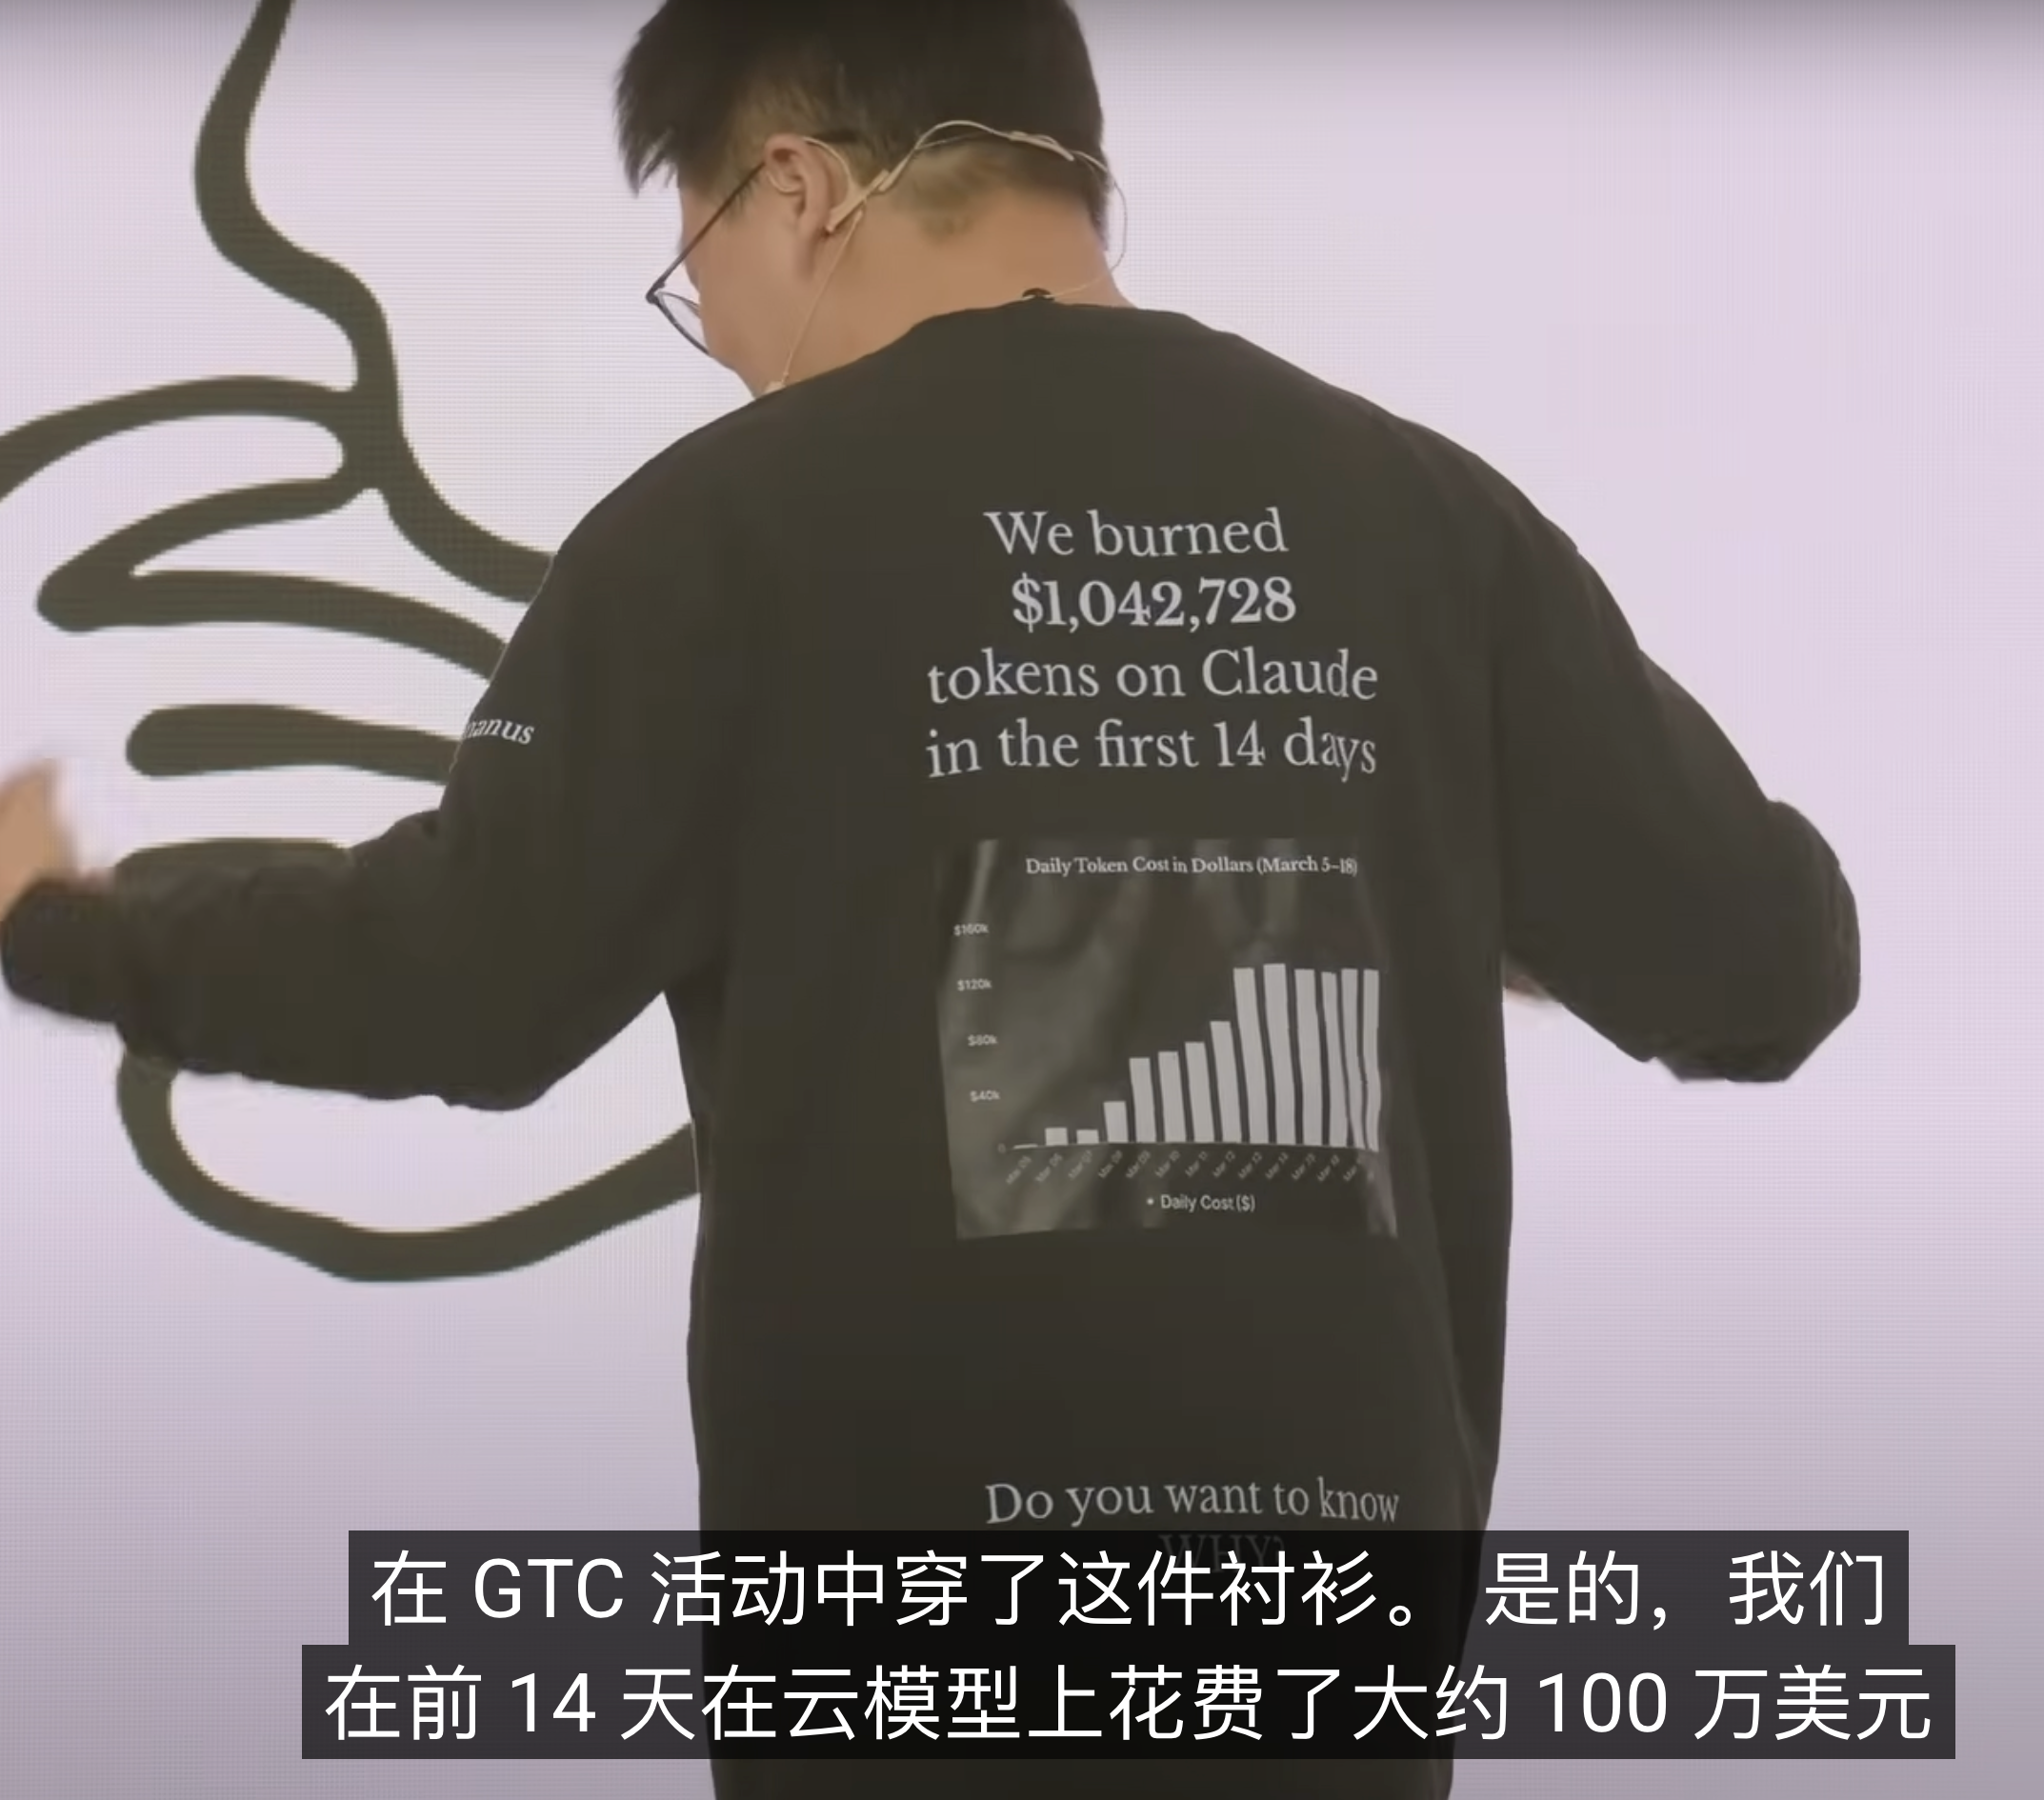 We burned
$1,042,728
tokens on Claude
in the first 14 days
Daily Token Cost in Dollars (March 5–18)
$160k
$120k
$80k
$40k
0
Daily Cost ($)
Do you want to know
WHY?
在 GTC 活动中穿了这件衬衫。 是的， 我们
在前 14 天在云模型上花费了大约 100 万美元